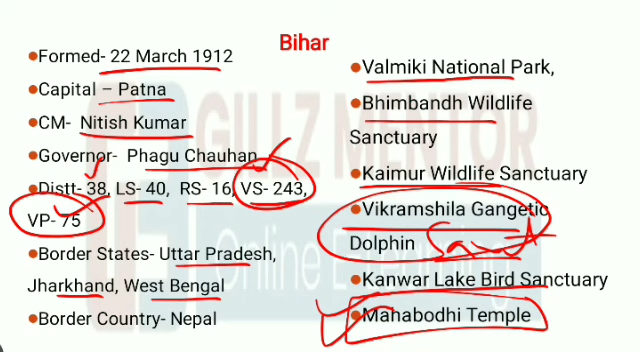 Bihar
●Formed- 22 March 1912
●Capital – Patna
●CM- Nitish Kumar
●Governor- Phagu Chauhan
●Distt- 38, LS- 40, RS- 16, VS- 243,
VP- 75
●Border States- Uttar Pradesh,
Jharkhand, West Bengal
●Border Country- Nepal
●Valmiki National Park,
●Bhimbandh Wildlife
Sanctuary
●Kaimur Wildlife Sanctuary
●Vikramshila Gangetic
Dolphin
●Kanwar Lake Bird Sanctuary
●Mahabodhi Temple
GILLZ MENTOR